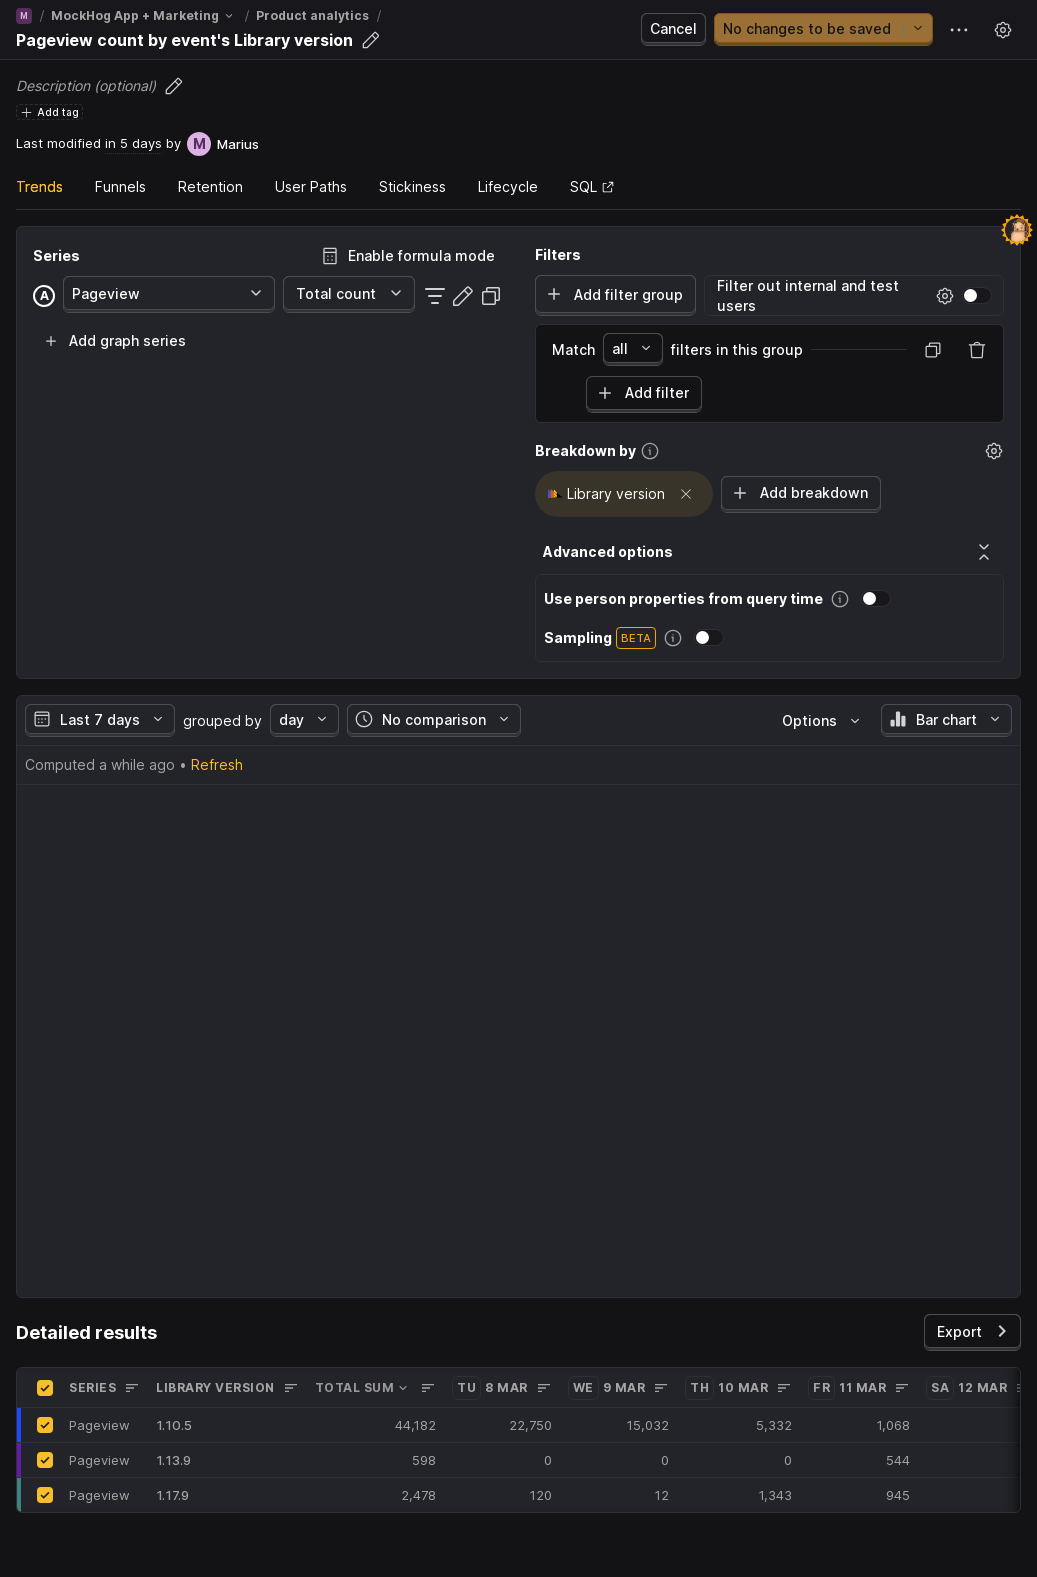 M / MockHog App + Marketing / Product analytics /
Pageview count by event's Library version
Cancel
No changes to be saved
Description (optional)
Add tag
Last modified in 5 days by M Marius
Trends Funnels Retention User Paths Stickiness Lifecycle SQL
Series
Enable formula mode
A Pageview Total count
Add graph series
Filters
Add filter group
Filter out internal and test
users
Match all filters in this group
Add filter
Breakdown by
Library version
Add breakdown
Advanced options
Use person properties from query time
Sampling BETA
Last 7 days grouped by day No comparison Options Bar chart
Computed a while ago • Refresh
Detailed results
Export
SERIES LIBRARY VERSION TOTAL SUM TU 8 MAR WE 9 MAR TH 10 MAR FR 11 MAR SA 12 MAR
Pageview 1.10.5 44,182 22,750 15,032 5,332 1,068
Pageview 1.13.9 598 0 0 0 544
Pageview 1.17.9 2,478 120 12 1,343 945